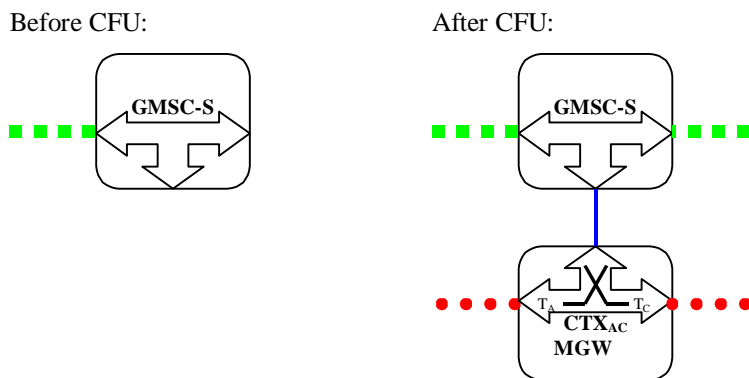 Before CFU:
After CFU:
GMSC-S
GMSC-S
TA TC
CTXAC
MGW